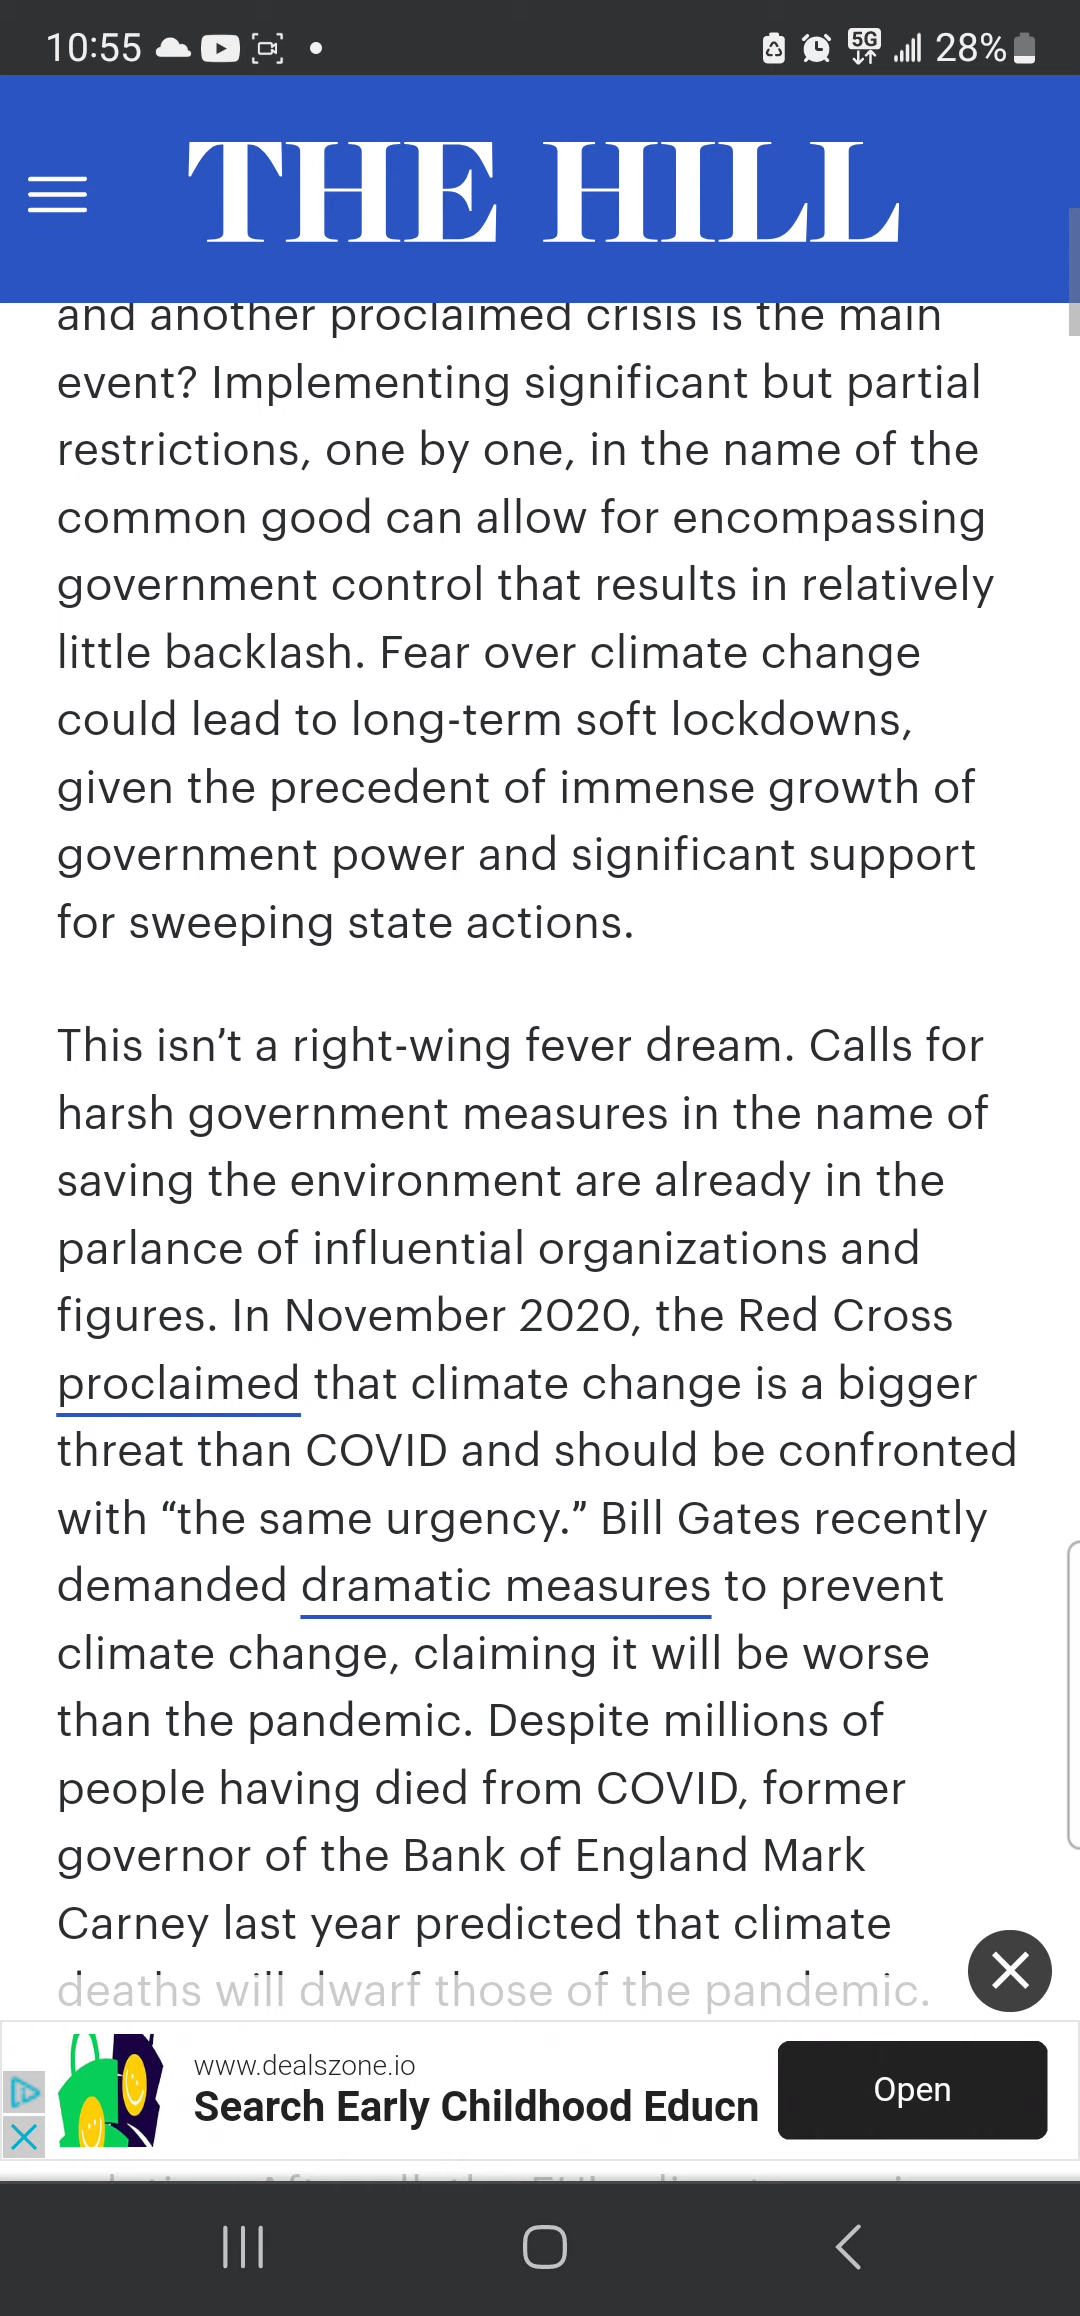 10:55
5G
28%
THE HILL
and another proclaimed crisis is the main
event? Implementing significant but partial
restrictions, one by one, in the name of the
common good can allow for encompassing
government control that results in relatively
little backlash. Fear over climate change
could lead to long-term soft lockdowns,
given the precedent of immense growth of
government power and significant support
for sweeping state actions.
This isn’t a right-wing fever dream. Calls for
harsh government measures in the name of
saving the environment are already in the
parlance of influential organizations and
figures. In November 2020, the Red Cross
proclaimed that climate change is a bigger
threat than COVID and should be confronted
with “the same urgency.” Bill Gates recently
demanded dramatic measures to prevent
climate change, claiming it will be worse
than the pandemic. Despite millions of
people having died from COVID, former
governor of the Bank of England Mark
Carney last year predicted that climate
deaths will dwarf those of the pandemic.
www.dealszone.io
Search Early Childhood Educn
Open